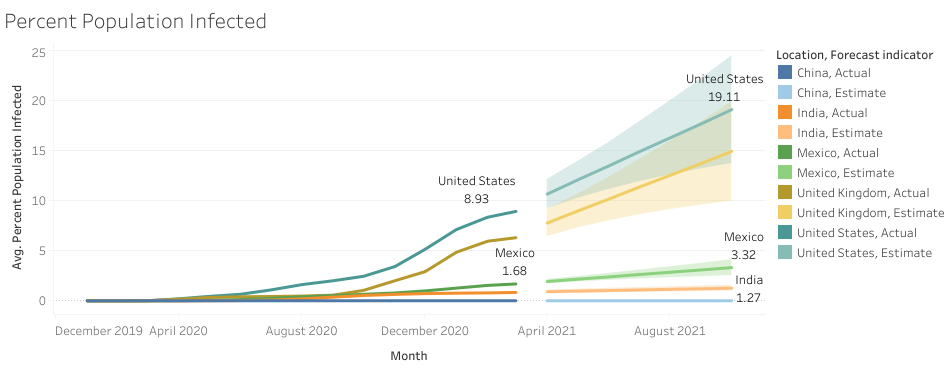 Percent Population Infected
Avg. Percent Population Infected
25
20
15
10
5
0
United States
8.93
Mexico
1.68
United States
19.11
Mexico
3.32
India
1.27
December 2019 April 2020 August 2020 December 2020 April 2021 August 2021
Month
Location, Forecast indicator
China, Actual
China, Estimate
India, Actual
India, Estimate
Mexico, Actual
Mexico, Estimate
United Kingdom, Actual
United Kingdom, Estimate
United States, Actual
United States, Estimate